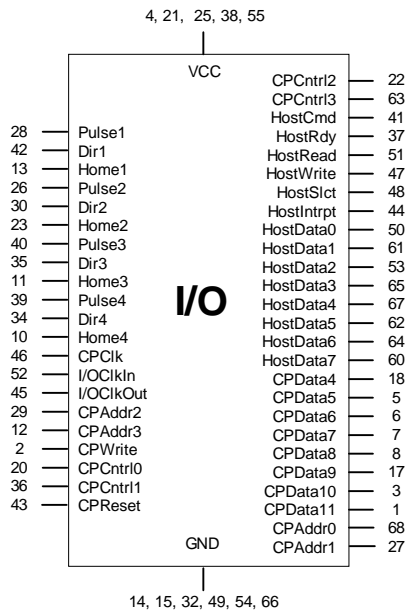 4, 21, 25, 38, 55
VCC
28 Pulse1
42 Dir1
13 Home1
26 Pulse2
30 Dir2
23 Home2
40 Pulse3
35 Dir3
11 Home3
39 Pulse4
34 Dir4
10 Home4
46 CPClk
52 I/OClkIn
45 I/OClkOut
29 CPAddr2
12 CPAddr3
2 CPWrite
20 CPCntrl0
36 CPCntrl1
43 CPReset
I/O
CPCntrl2 22
CPCntrl3 63
HostCmd 41
HostRdy 37
HostRead 51
HostWrite 47
HostSlct 48
HostIntrpt 44
HostData0 50
HostData1 61
HostData2 53
HostData3 65
HostData4 67
HostData5 62
HostData6 64
HostData7 60
CPData4 18
CPData5 5
CPData6 6
CPData7 7
CPData8 8
CPData9 17
CPData10 3
CPData11 1
CPAddr0 68
CPAddr1 27
GND
14, 15, 32, 49, 54, 66